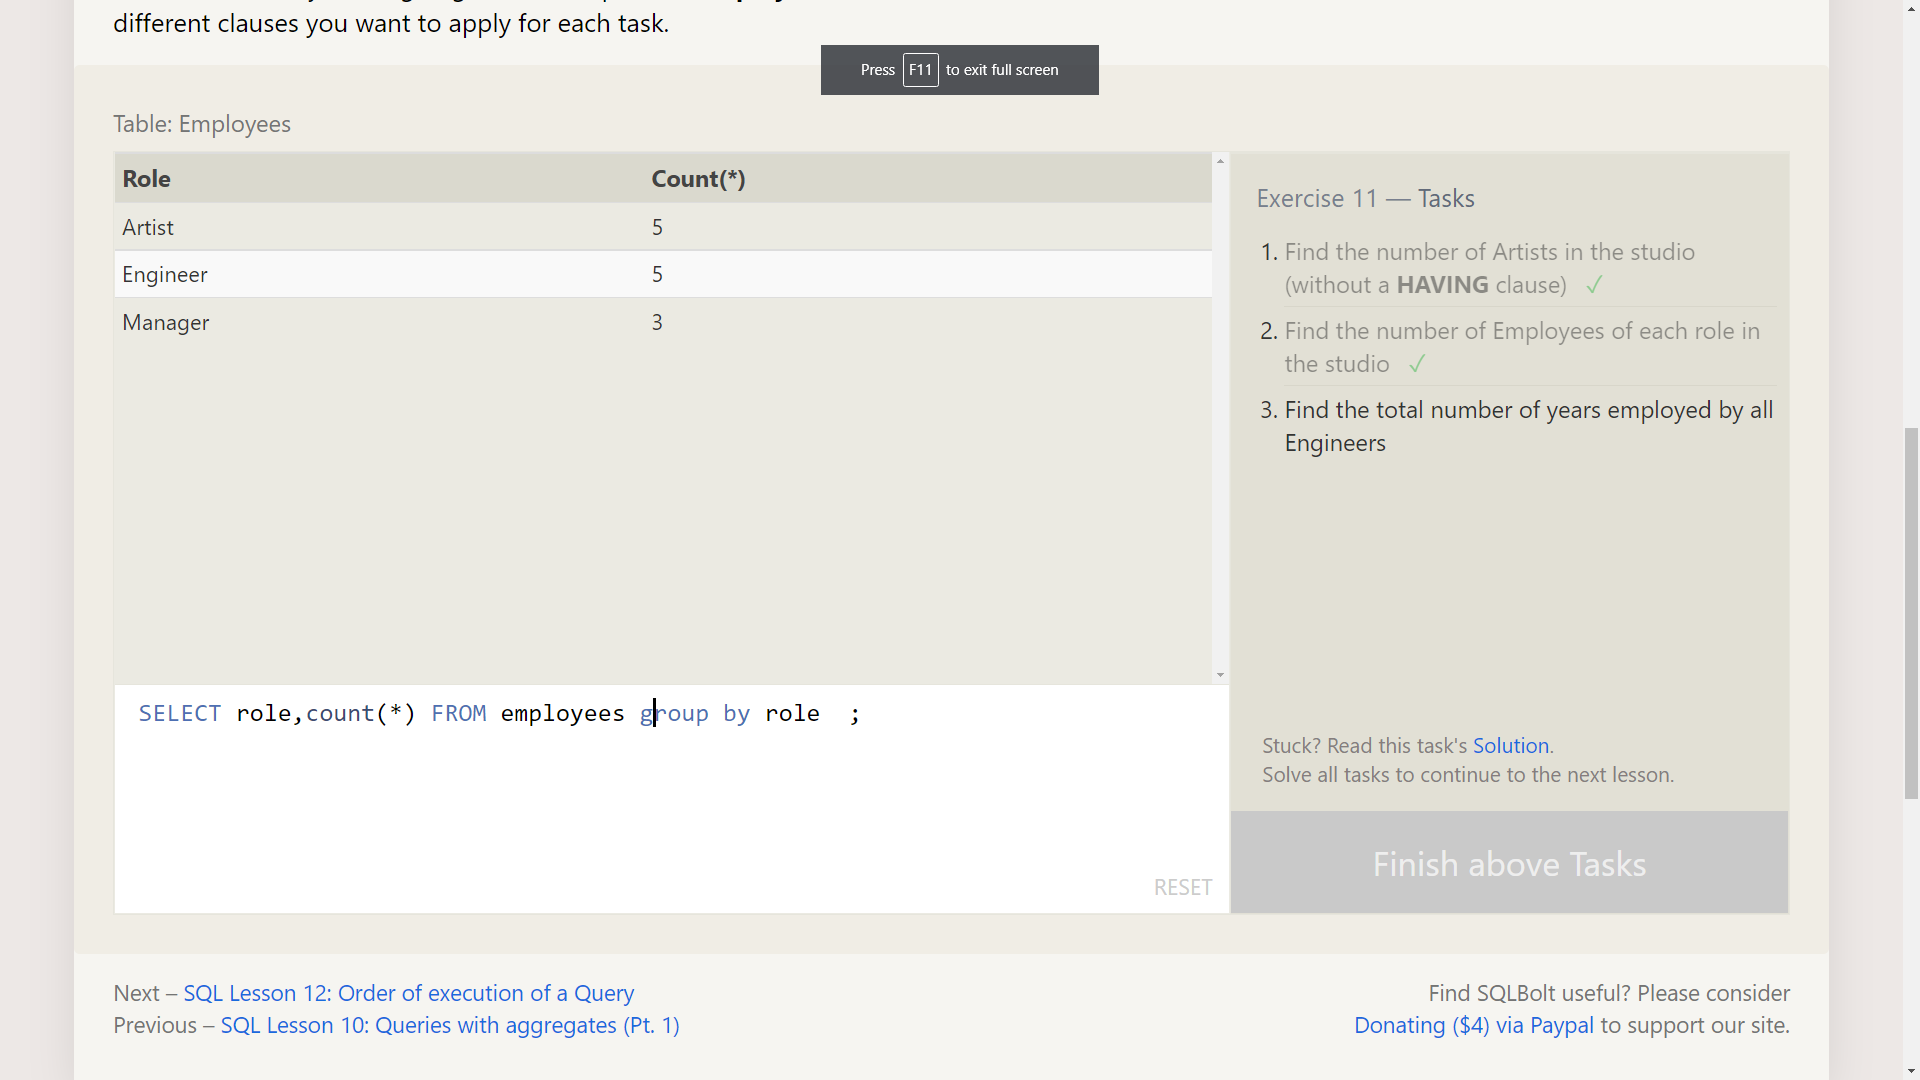 different clauses you want to apply for each task.
Press F11 to exit full screen
Table: Employees
Role Count(*)
Artist 5
Engineer 5
Manager 3
SELECT role,count(*) FROM employees group by role  ;
RESET
Exercise 11 — Tasks
1. Find the number of Artists in the studio
(without a HAVING clause) ✓
2. Find the number of Employees of each role in
the studio ✓
3. Find the total number of years employed by all
Engineers
Stuck? Read this task's Solution.
Solve all tasks to continue to the next lesson.
Finish above Tasks
Next – SQL Lesson 12: Order of execution of a Query
Previous – SQL Lesson 10: Queries with aggregates (Pt. 1)
Find SQLBolt useful? Please consider
Donating ($4) via Paypal to support our site.